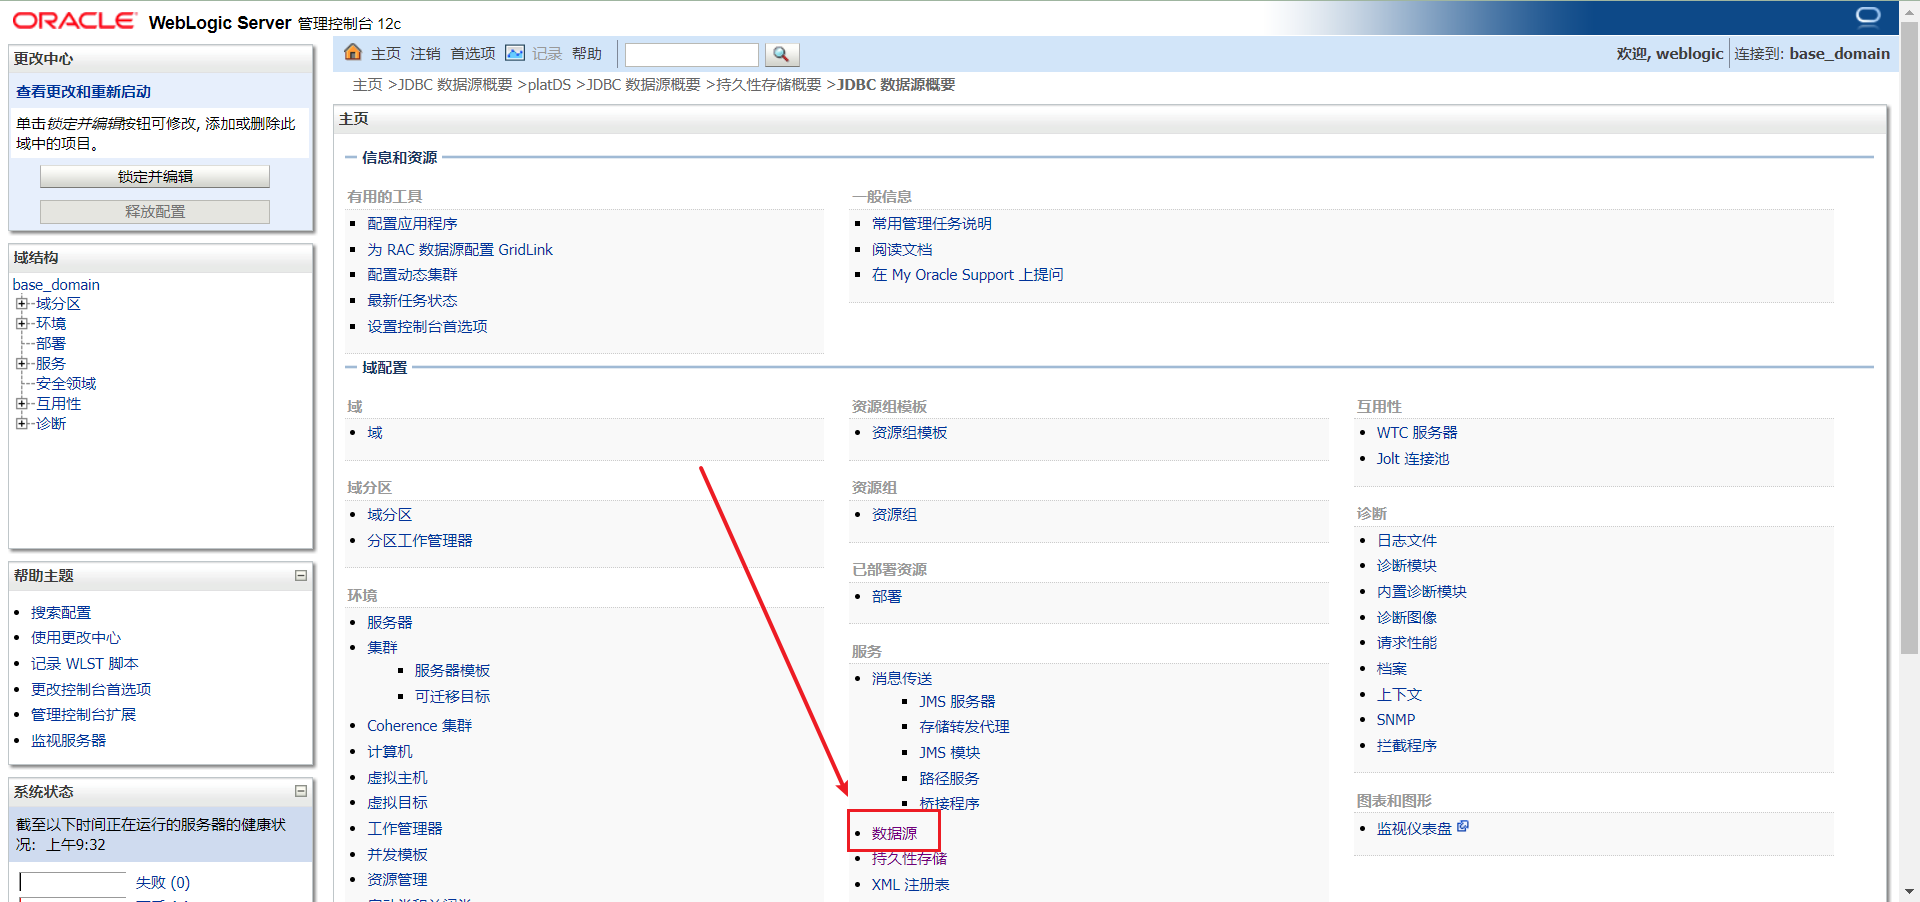 ORACLE WebLogic Server 管理控制台 12c
更改中心
查看更改和重新启动
单击锁定并编辑按钮可修改, 添加或删除此
域中的项目。
锁定并编辑
释放配置
域结构
base_domain
域分区
环境
部署
服务
安全领域
互用性
诊断
帮助主题
搜索配置
使用更改中心
记录 WLST 脚本
更改控制台首选项
管理控制台扩展
监视服务器
系统状态
截至以下时间正在运行的服务器的健康状
况: 上午9:32
失败 (0)
主页 注销 首选项 记录 帮助
欢迎, weblogic 连接到: base_domain
主页 >JDBC 数据源概要 >platDS >JDBC 数据源概要 >持久性存储概要 >JDBC 数据源概要
主页
信息和资源
有用的工具
配置应用程序
为 RAC 数据源配置 GridLink
配置动态集群
最新任务状态
设置控制台首选项
一般信息
常用管理任务说明
阅读文档
在 My Oracle Support 上提问
域配置
域
域
域分区
域分区
分区工作管理器
环境
服务器
集群
服务器模板
可迁移目标
Coherence 集群
计算机
虚拟主机
虚拟目标
工作管理器
并发模板
资源管理
资源组模板
资源组模板
资源组
资源组
已部署资源
部署
服务
消息传送
JMS 服务器
存储转发代理
JMS 模块
路径服务
桥接程序
数据源
持久性存储
XML 注册表
互用性
WTC 服务器
Jolt 连接池
诊断
日志文件
诊断模块
内置诊断模块
诊断图像
请求性能
档案
上下文
SNMP
拦截程序
图表和图形
监视仪表盘